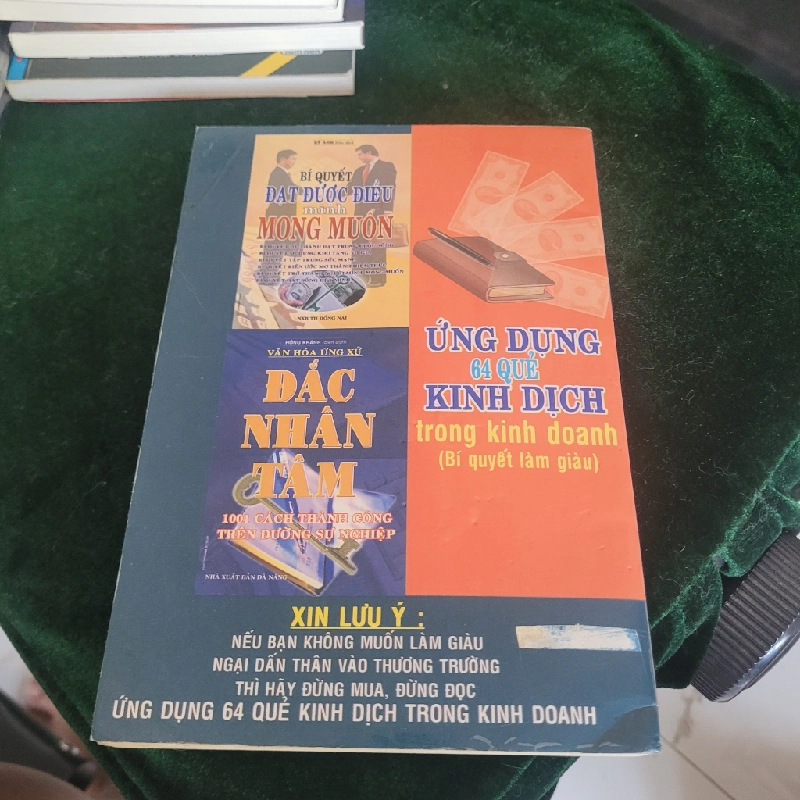 BÍ QUYẾT
ĐẠT ĐƯỢC ĐIỀU
mình
MONG MUỐN
VĂN HÓA ỨNG XỬ
ĐẮC
NHÂN
TÂM
1001 CÁCH THÀNH CÔNG
TRÊN ĐƯỜNG SỰ NGHIỆP
NHÀ XUẤT BẢN ĐÀ NẴNG
ỨNG DỤNG
64 QUẺ
KINH DỊCH
trong kinh doanh
(Bí quyết làm giàu)
XIN LƯU Ý :
NẾU BẠN KHÔNG MUỐN LÀM GIÀU
NGẠI DẤN THÂN VÀO THƯƠNG TRƯỜNG
THÌ HÃY ĐỪNG MUA, ĐỪNG ĐỌC
ỨNG DỤNG 64 QUẺ KINH DỊCH TRONG KINH DOANH